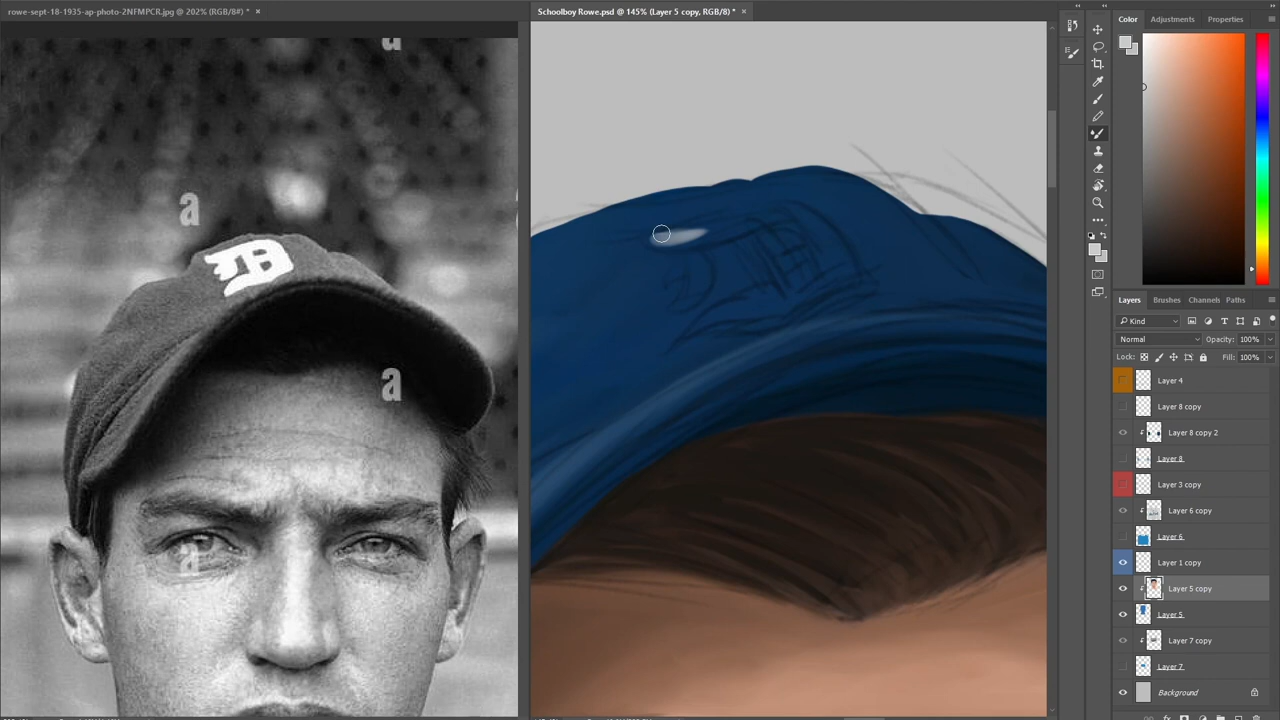 rowe-sept-18-1935-ap-photo-2NFMPCR.jpg @ 202% (RGB/8#) *
Schoolboy Rowe.psd @ 145% (Layer 5 copy, RGB/8) *
Color Adjustments Properties
a
a
D
a
a
Layers Brushes Channels Paths
Kind
Normal Opacity: 100%
Lock: Fill: 100%
Layer 4
Layer 8 copy
Layer 8 copy 2
Layer 8
Layer 3 copy
Layer 6 copy
Layer 6
Layer 1 copy
Layer 5 copy
Layer 5
Layer 7 copy
Layer 7
Background
fx